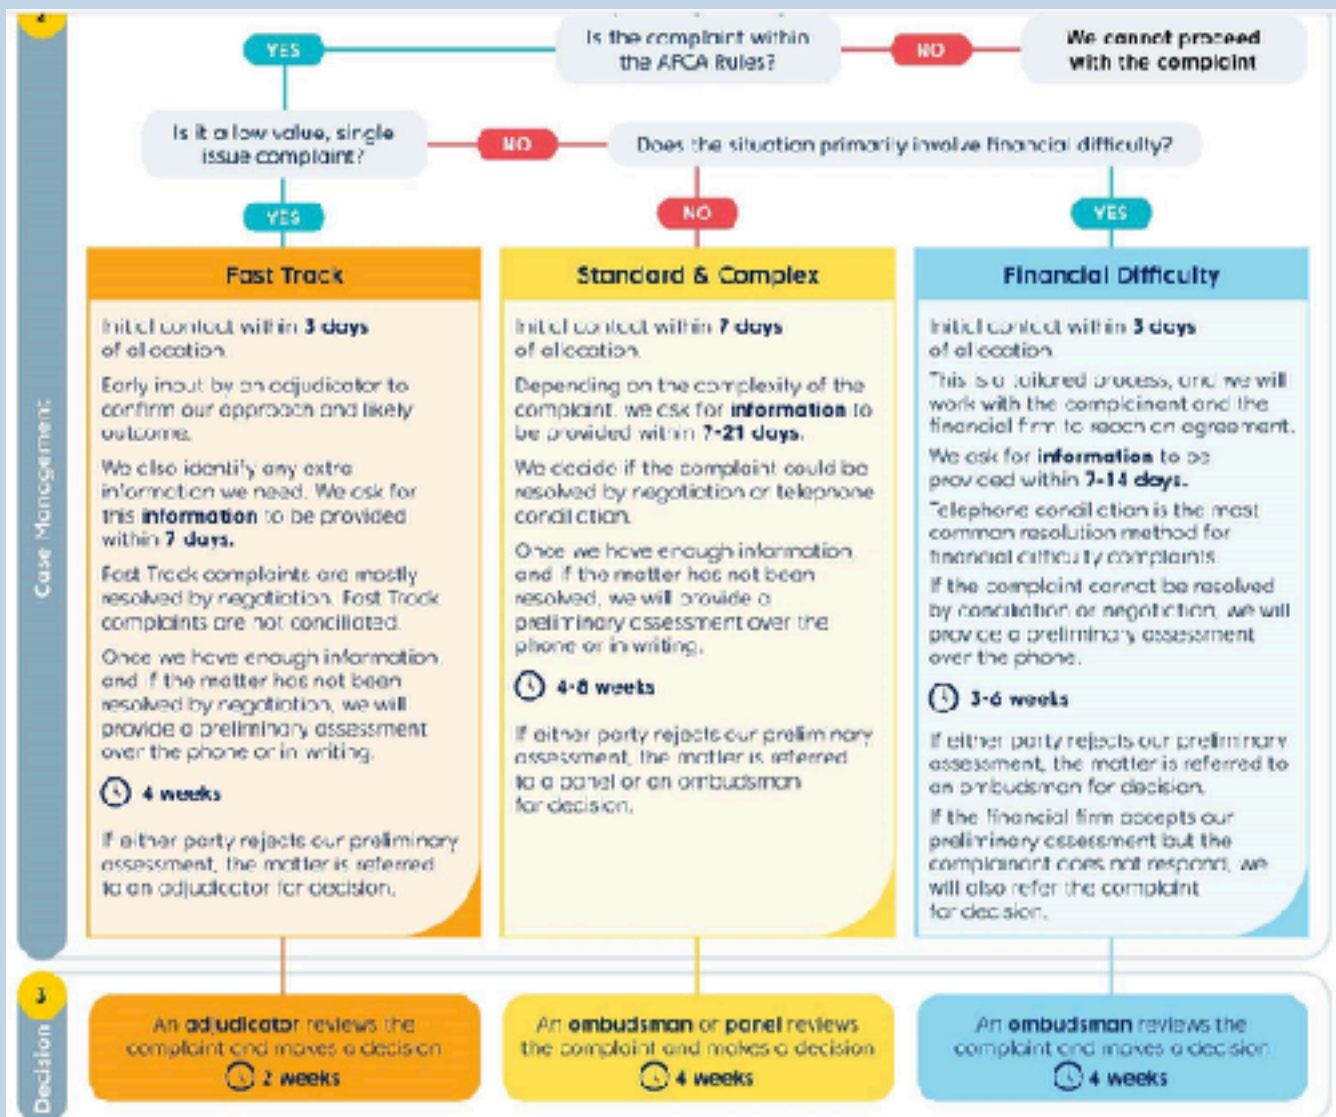 2
Is the complaint within
the AFCA Rules?
YES
NO
We cannot proceed
with the complaint
Is it a low value, single
issue complaint?
NO
Does the situation primarily involve financial difficulty?
YES
NO
YES
Case Management
Fast Track
Initial contact within 3 days
of allocation.
Early input by an adjudicator to
confirm our approach and likely
outcome.
We also identify any extra
information we need. We ask for
this information to be provided
within 7 days.
Fast Track complaints are mostly
resolved by negotiation. Fast Track
complaints are not conciliated.
Once we have enough information
and if the matter has not been
resolved by negotiation, we will
provide a preliminary assessment
over the phone or in writing.
4 weeks
If either party rejects our preliminary
assessment, the matter is referred
to an adjudicator for decision.
Standard & Complex
Initial contact within 7 days
of allocation.
Depending on the complexity of the
complaint, we ask for information to
be provided within 7-21 days.
We decide if the complaint could be
resolved by negotiation or telephone
conciliation.
Once we have enough information,
and if the matter has not been
resolved, we will provide a
preliminary assessment over the
phone or in writing.
4-8 weeks
If either party rejects our preliminary
assessment, the matter is referred
to a panel or an ombudsman
for decision.
Financial Difficulty
Initial contact within 3 days
of allocation.
This is a tailored process, and we will
work with the complainant and the
financial firm to reach an agreement.
We ask for information to be
provided within 7-14 days.
Telephone conciliation is the most
common resolution method for
financial difficulty complaints.
If the complaint cannot be resolved
by conciliation or negotiation, we will
provide a preliminary assessment
over the phone.
3-6 weeks
If either party rejects our preliminary
assessment, the matter is referred to
an ombudsman for decision.
If the financial firm accepts our
preliminary assessment but the
complainant does not respond, we
will also refer the complaint
for decision.
3
Decision
An adjudicator reviews the
complaint and makes a decision
2 weeks
An ombudsman or panel reviews
the complaint and makes a decision
4 weeks
An ombudsman reviews the
complaint and makes a decision
4 weeks